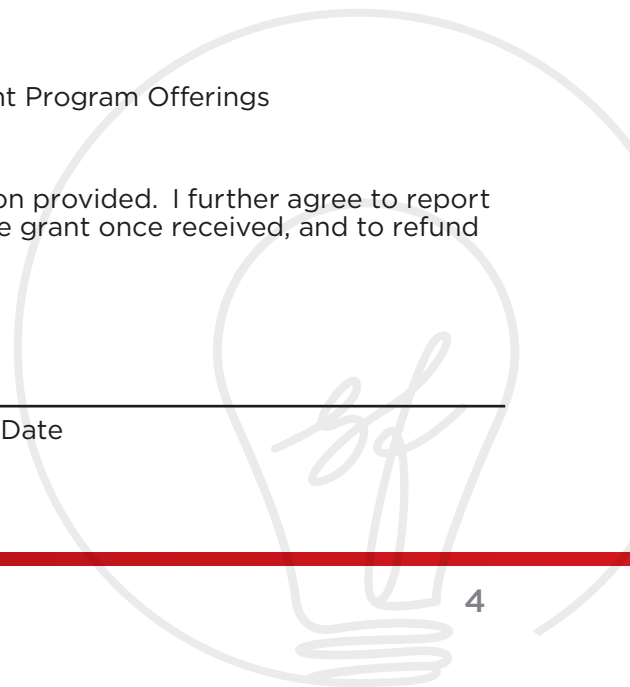 nt Program Offerings
on provided.  I further agree to report
e grant once received, and to refund
Date
4